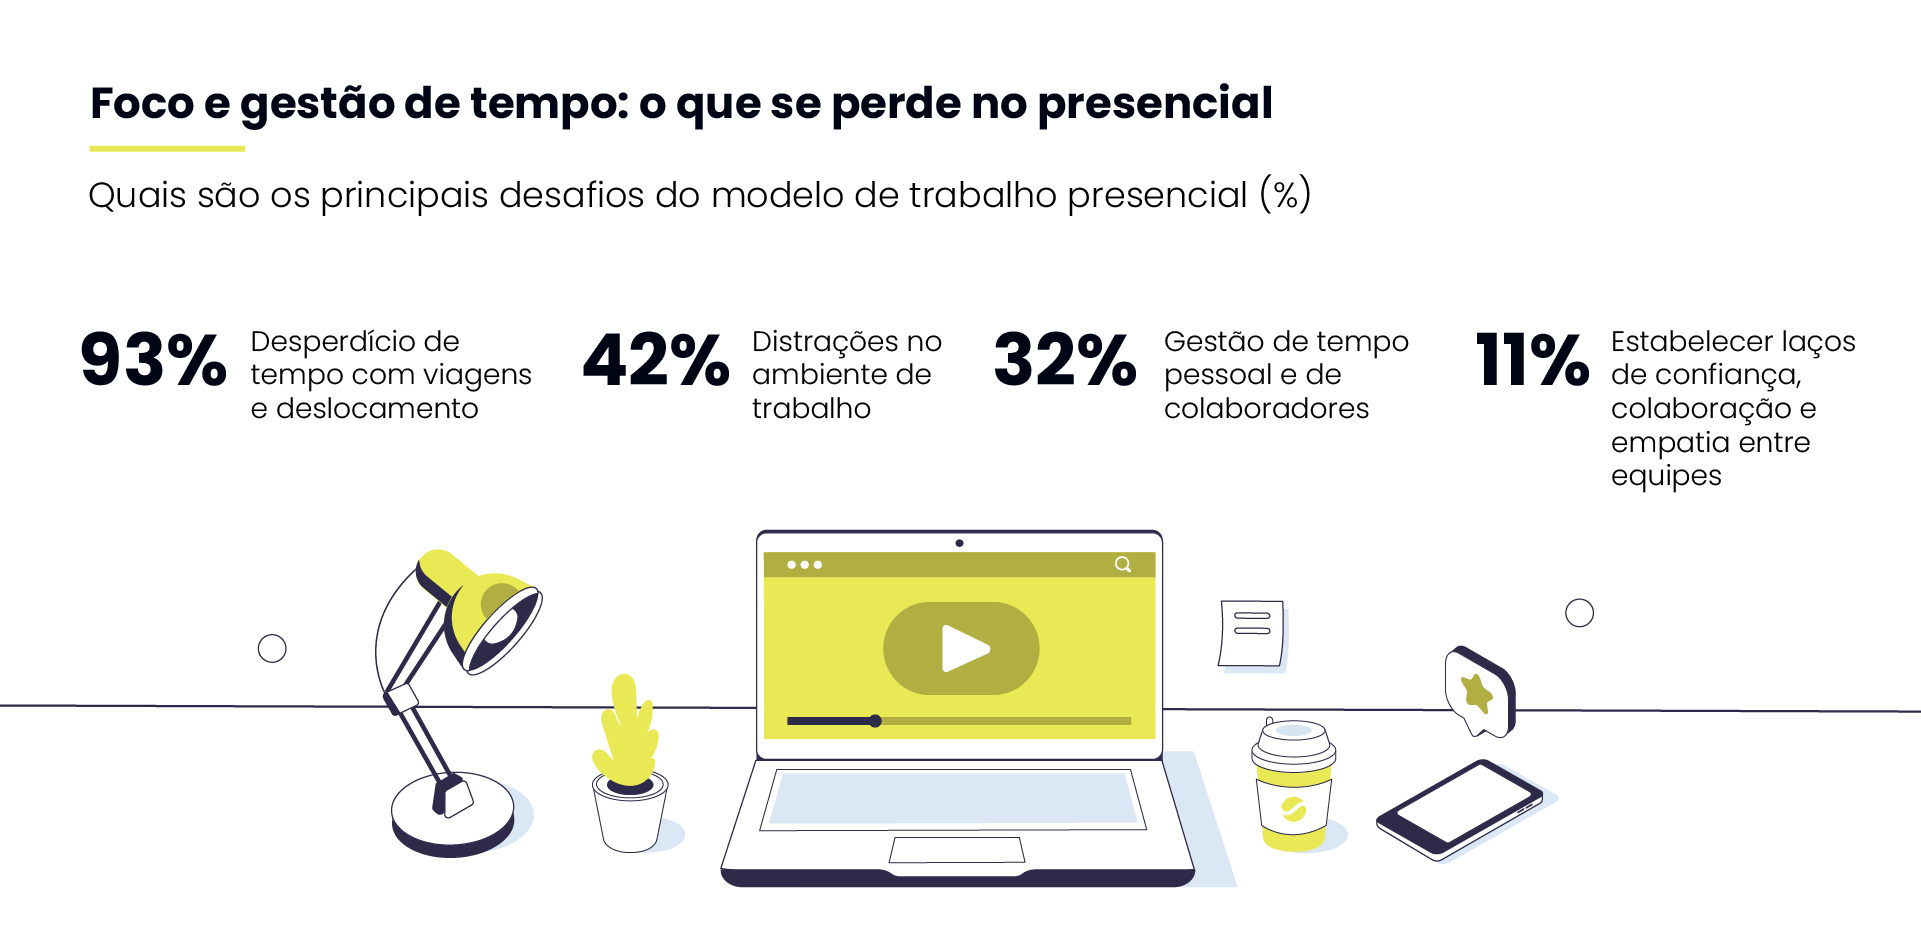 Foco e gestão de tempo: o que se perde no presencial
Quais são os principais desafios do modelo de trabalho presencial (%)
93%
Desperdício de
tempo com viagens
e deslocamento
42%
Distrações no
ambiente de
trabalho
32%
Gestão de tempo
pessoal e de
colaboradores
11%
Estabelecer laços
de confiança,
colaboração e
empatia entre
equipes